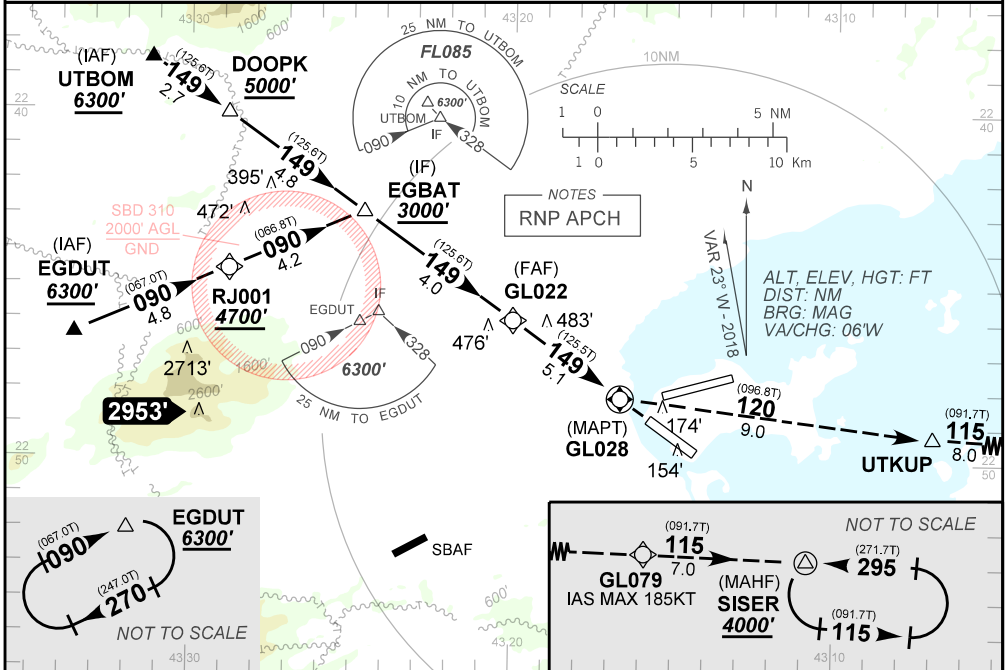 43 30
43 20
43 10
1600'
600'
(IAF)
UTBOM
6300'
(125.6T)
149
2.7
DOOPK
5000'
25 NM TO UTBOM
FL085
10 NM TO UTBOM
6300'
UTBOM
IF
090
328
10NM
SCALE
1 0 5 NM
1 0 5 10 Km
22
40
22
40
(125.6T)
149
4.8
395'
472'
(IF)
EGBAT
3000'
NOTES
RNP APCH
N
VAR 23° W - 2018
SBD 310
2000' AGL
GND
(IAF)
EGDUT
6300'
(067.0T)
090
4.8
(066.8T)
090
4.2
RJ001
4700'
(125.6T)
149
4.0
(FAF)
GL022
483'
476'
ALT, ELEV, HGT: FT
DIST: NM
BRG: MAG
VA/CHG: 06'W
EGDUT
IF
090
328
6300'
25 NM TO EGDUT
600'
1600'
2713'
2600'
2953'
(125.5T)
149
5.1
(MAPT)
GL028
174'
154'
(096.8T)
120
9.0
UTKUP
(091.7T)
115
8.0
22
50
22
50
(067.0T)
090
EGDUT
6300'
(247.0T)
270
NOT TO SCALE
SBAF
600'
NOT TO SCALE
(091.7T)
115
7.0
GL079
IAS MAX 185KT
(MAHF)
SISER
4000'
(271.7T)
295
(091.7T)
115
43 30
43 20
43 10